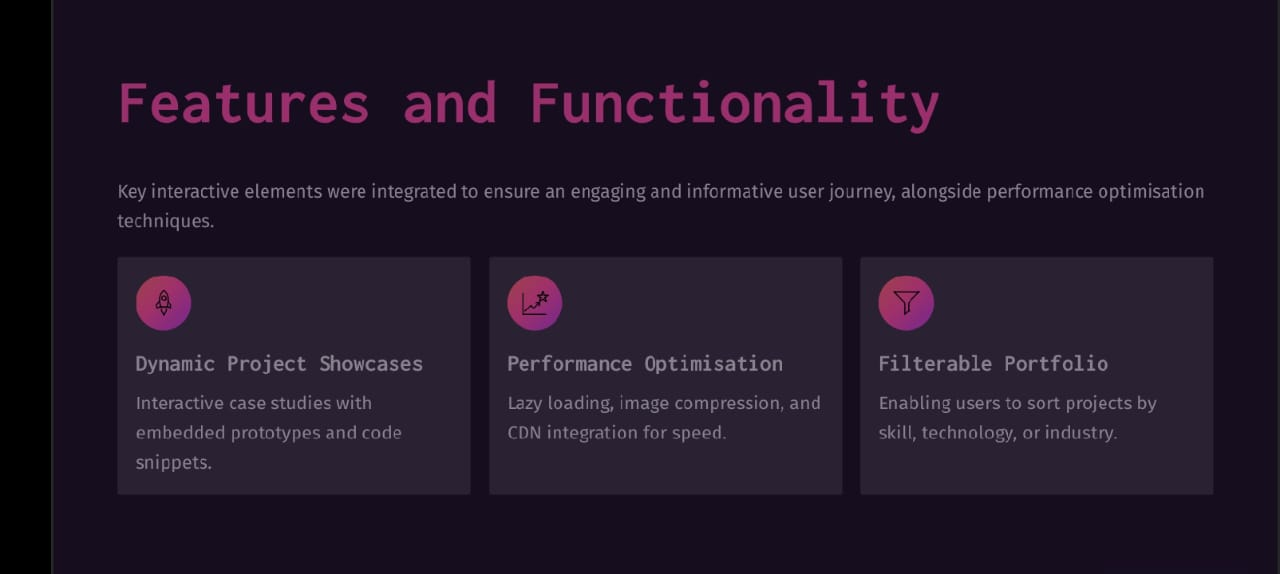 Features and Functionality
Key interactive elements were integrated to ensure an engaging and informative user journey, alongside performance optimisation
techniques.
Dynamic Project Showcases
Interactive case studies with
embedded prototypes and code
snippets.
Performance Optimisation
Lazy loading, image compression, and
CDN integration for speed.
Filterable Portfolio
Enabling users to sort projects by
skill, technology, or industry.